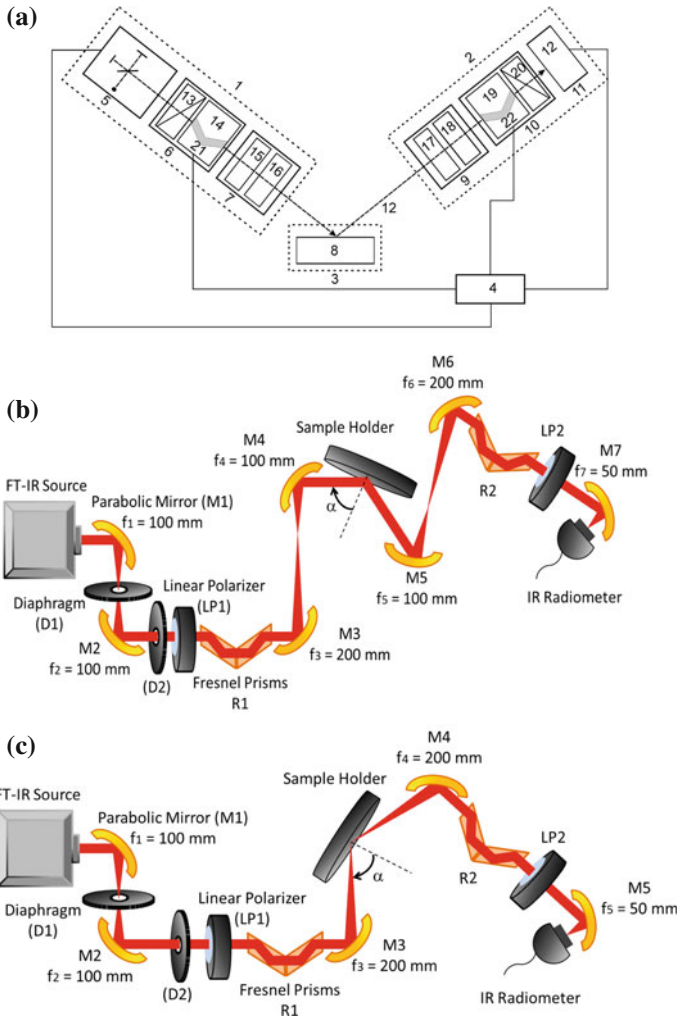 (a)
1
2
5
13
14
21
6
15
16
7
8
3
12
4
17
18
9
19
22
10
20
12
11
(b)
FT-IR Source
Parabolic Mirror (M1)
f1 = 100 mm
Diaphragm
(D1)
M2
f2 = 100 mm
(D2)
Linear Polarizer
(LP1)
Fresnel Prisms
R1
M3
f3 = 200 mm
M4
f4 = 100 mm
Sample Holder
α
M5
f5 = 100 mm
M6
f6 = 200 mm
R2
LP2
M7
f7 = 50 mm
IR Radiometer
(c)
FT-IR Source
Parabolic Mirror (M1)
f1 = 100 mm
Diaphragm
(D1)
M2
f2 = 100 mm
(D2)
Linear Polarizer
(LP1)
Fresnel Prisms
R1
M3
f3 = 200 mm
Sample Holder
α
M4
f4 = 200 mm
R2
LP2
M5
f5 = 50 mm
IR Radiometer